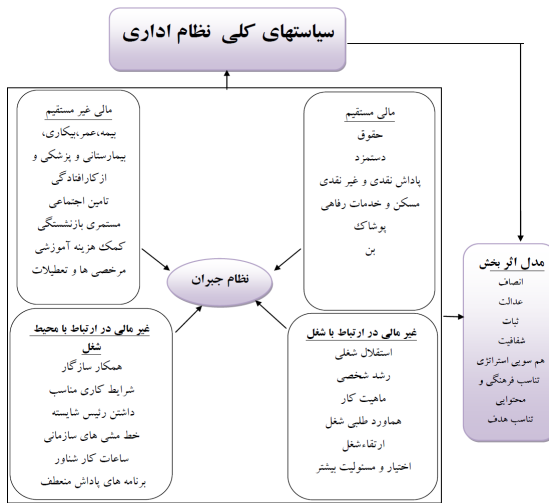 سیاستهای کلی نظام اداری
مالی مستقیم
حقوق
دستمزد
پاداش نقدی و غیر نقدی
مسکن و خدمات رفاهی
پوشاک
بن
مالی غیر مستقیم
بیمه،عمر،بیکاری،
بیمارستانی و پزشکی و
ازکارافتادگی
تامین اجتماعی
مستمری بازنشستگی
کمک هزینه آموزشی
مرخصی ها و تعطیلات
نظام جبران
مدل اثر بخش
انصاف
عدالت
ثبات
شفافیت
هم سویی استراتژی
تناسب فرهنگی و
محتوایی
تناسب هدف
غیر مالی در ارتباط با شغل
استقلال شغلی
رشد شخصی
ماهیت کار
هماورد طلبی شغل
ارتقاءشغل
اختیار و مسئولیت بیشتر
غیر مالی در ارتباط با محیط
شغل
همکار سازگار
شرایط کاری مناسب
داشتن رئیس شایسته
خط مشی های سازمانی
ساعات کار شناور
برنامه های پاداش منعطف